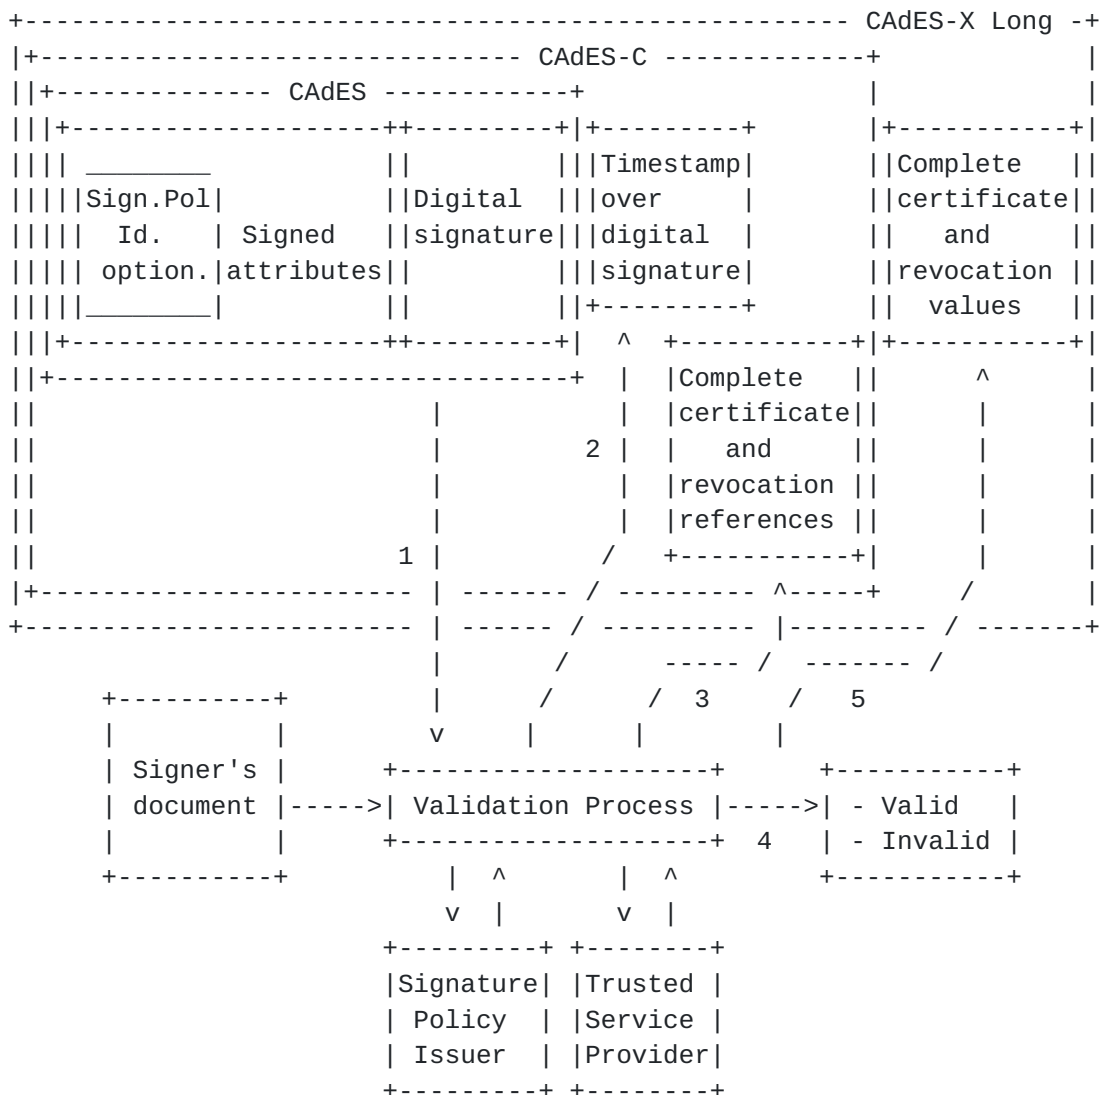 +----------------------------------------------------- CAdES-X Long -+
|+------------------------------- CAdES-C -------------+             |
||+-------------- CAdES ------------+                  |             |
|||+--------------------++---------+|+---------+       |+-----------+|
|||| ________           ||         |||Timestamp|       ||Complete   ||
|||||Sign.Pol|          ||Digital  |||over     |       ||certificate||
|||||  Id.   | Signed   ||signature|||digital  |       ||   and     ||
||||| option.|attributes||         |||signature|       ||revocation ||
|||||________|          ||         ||+---------+       ||  values   ||
|||+--------------------++---------+|   ^  +-----------+|+-----------+|
||+---------------------------------+   |  |Complete   ||      ^      |
||                         |           |  |certificate||      |      |
||                         |         2 |  |   and     ||      |      |
||                         |           |  |revocation ||      |      |
||                         |           |  |references ||      |      |
||                       1 |          /   +-----------+|      |      |
|+------------------------ | ------- / --------- ^-----+     /       |
+------------------------- | ------ / ---------- |--------- / -------+
                           |       /      ----- /  ------- /
      +----------+         |      /      /  3     /   5
      |          |         v     |      |        |
      | Signer's |      +--------------------+      +-----------+
      | document |----->| Validation Process |----->| - Valid   |
      |          |      +--------------------+  4   | - Invalid |
      +----------+          |  ^       |  ^         +-----------+
                            v  |       v  |
                        +---------+ +--------+
                        |Signature| |Trusted |
                        | Policy  | |Service |
                        | Issuer  | |Provider|
                        +---------+ +--------+